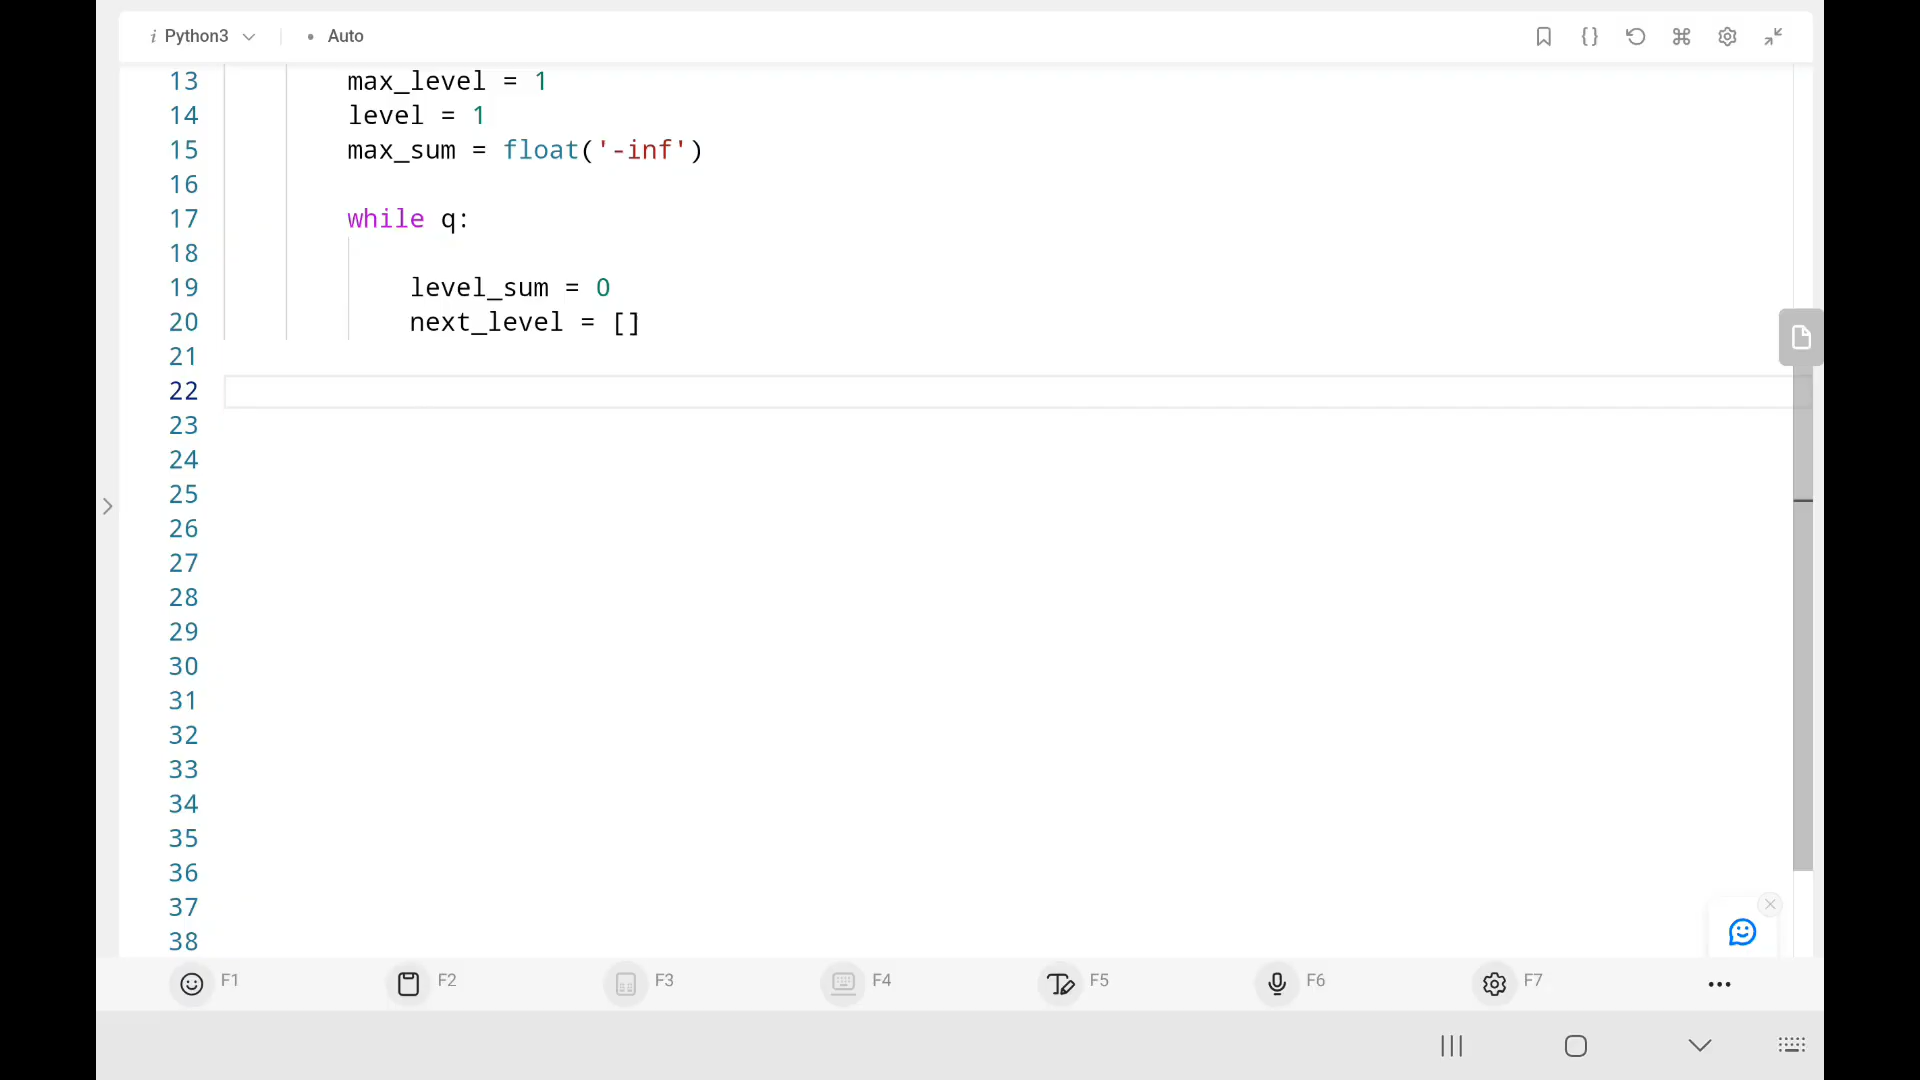 i Python3 • Auto
13 max_level = 1
14 level = 1
15 max_sum = float('-inf')
16
17 while q:
18
19 level_sum = 0
20 next_level = []
21
22
23
24
25
26
27
28
29
30
31
32
33
34
35
36
37
38
F1 F2 F3 F4 F5 F6 F7